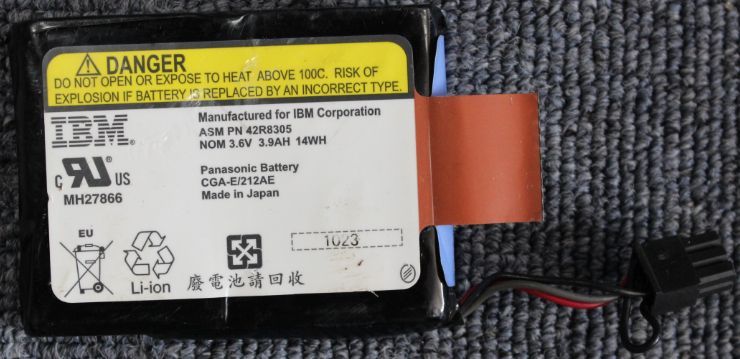 DANGER
DO NOT OPEN OR EXPOSE TO HEAT ABOVE 100C. RISK OF
EXPLOSION IF BATTERY IS REPLACED BY AN INCORRECT TYPE.
IBM®
Manufactured for IBM Corporation
ASM PN 42R8305
NOM 3.6V 3.9AH 14WH
Panasonic Battery
CGA-E/212AE
Made in Japan
c RU US
MH27866
EU
Li-ion
廢電池請回收
1023